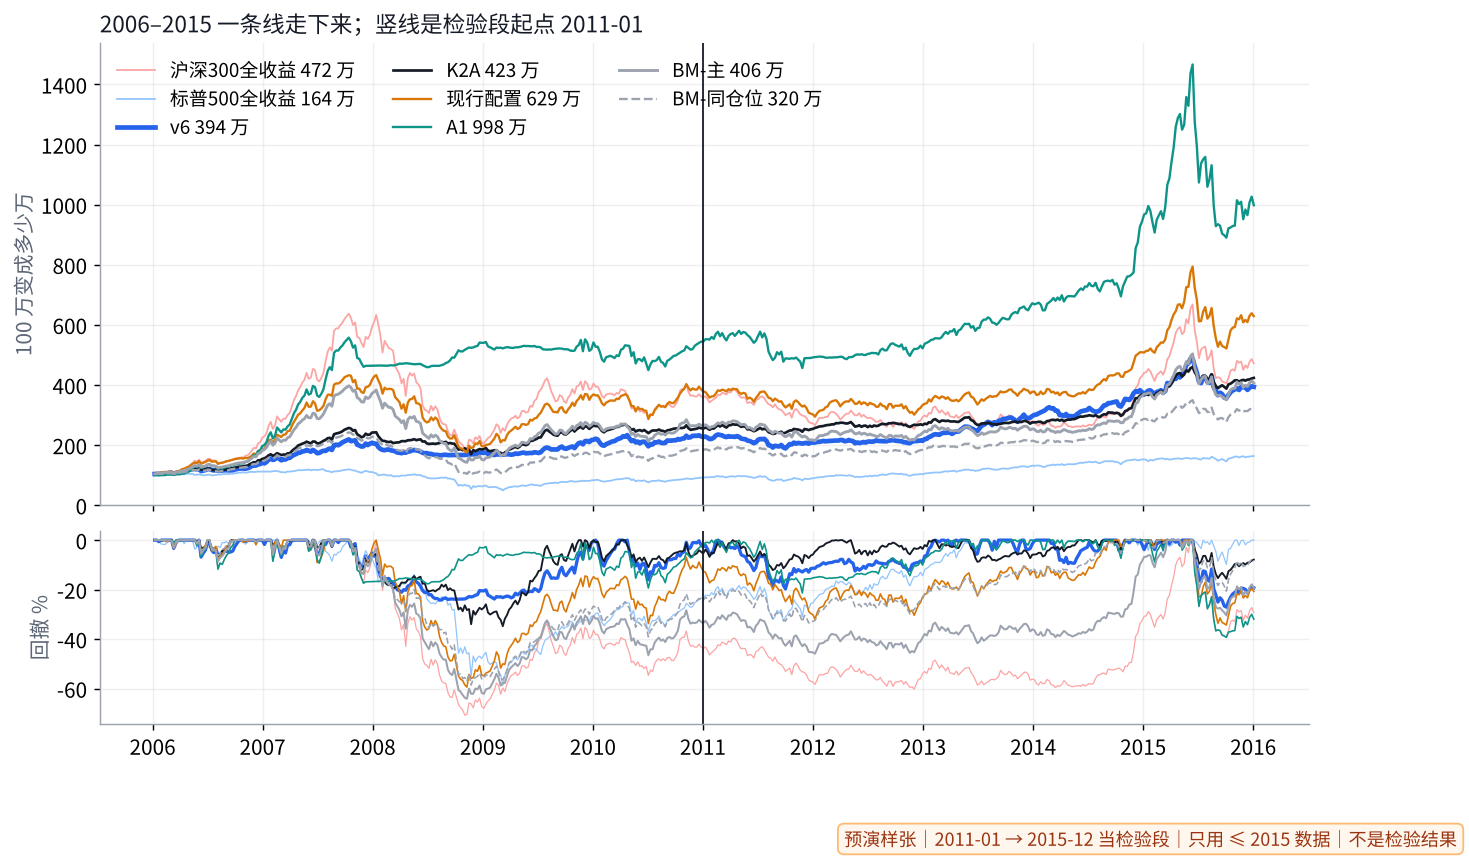 2006–2015 一条线走下来；竖线是检验段起点 2011-01
沪深300全收益 472 万
标普500全收益 164 万
v6 394 万
K2A 423 万
现行配置 629 万
A1 998 万
BM-主 406 万
BM-同仓位 320 万
100 万变成多少万
1400
1200
1000
800
600
400
200
0
回撤 %
0
-20
-40
-60
2006 2007 2008 2009 2010 2011 2012 2013 2014 2015 2016
预演样张｜2011-01 → 2015-12 当检验段｜只用 ≤ 2015 数据｜不是检验结果